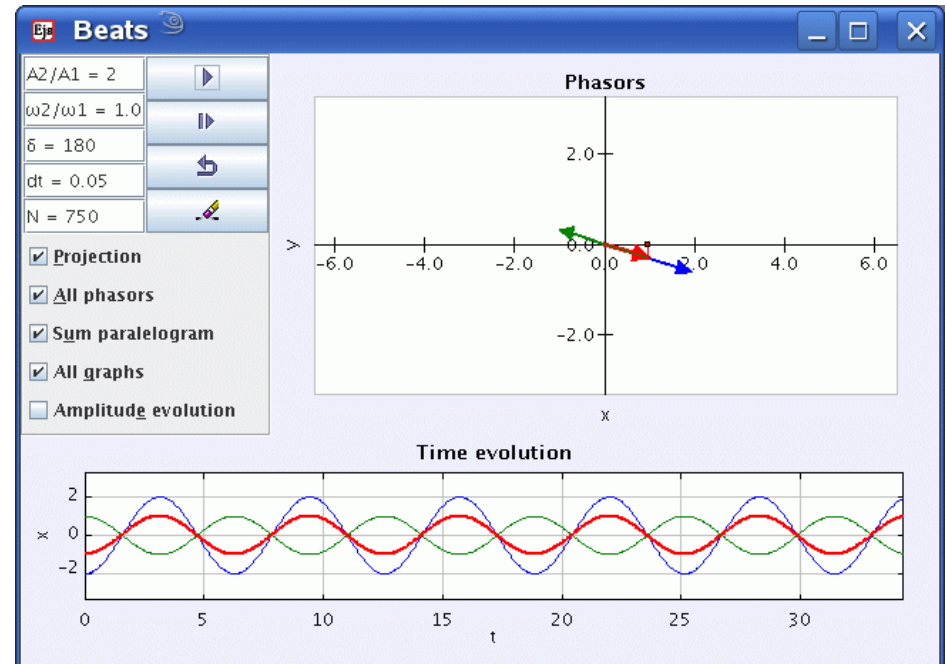 Ejs Beats
A2/A1 = 2
ω2/ω1 = 1.0
δ = 180
dt = 0.05
N = 750
Projection
All phasors
Sum paralelogram
All graphs
Amplitude evolution
Phasors
2.0
0.0
-2.0
-6.0 -4.0 -2.0 0.0 2.0 4.0 6.0
y
x
Time evolution
2
0
-2
x
0 5 10 15 20 25 30
t